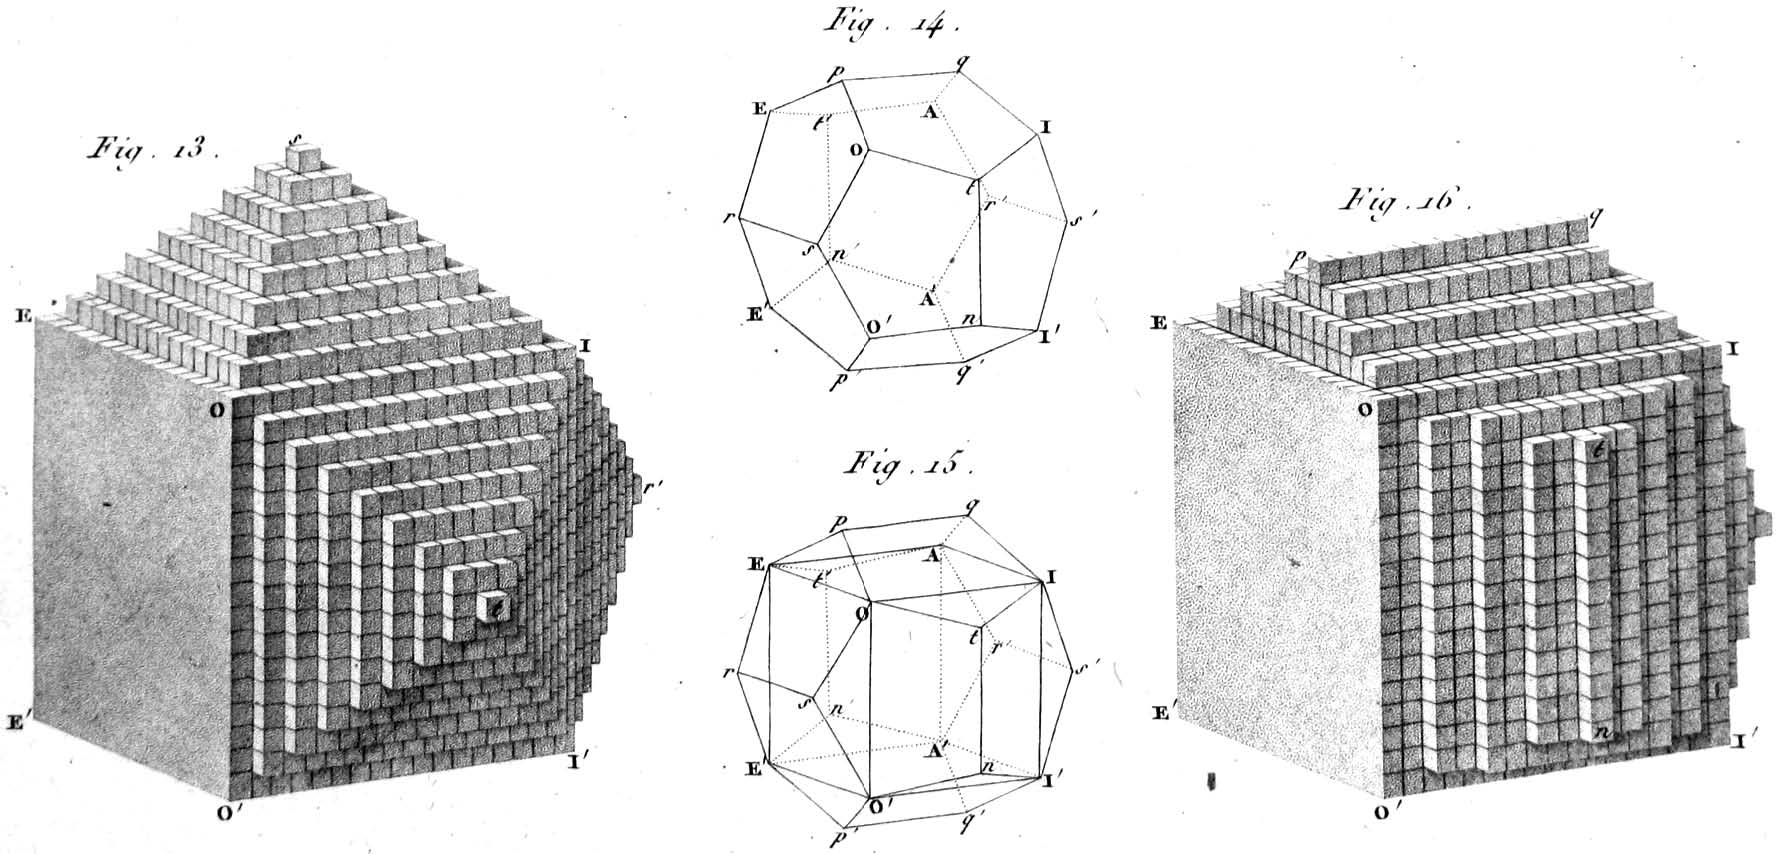 Fig. 13.
s
E
I
O
r'
t
E'
I'
O'
Fig. 14.
p
q
E
t'
A
I
O
t
r'
r
s'
s
n'
E'
A'
O'
n
I'
p'
q'
Fig. 15.
p
q
E
t'
A
I
O
t
r'
r
s'
s
n'
E'
A'
n
I'
O'
p'
q'
Fig. 16.
q
p
E
I
O
t
E'
n
I'
O'